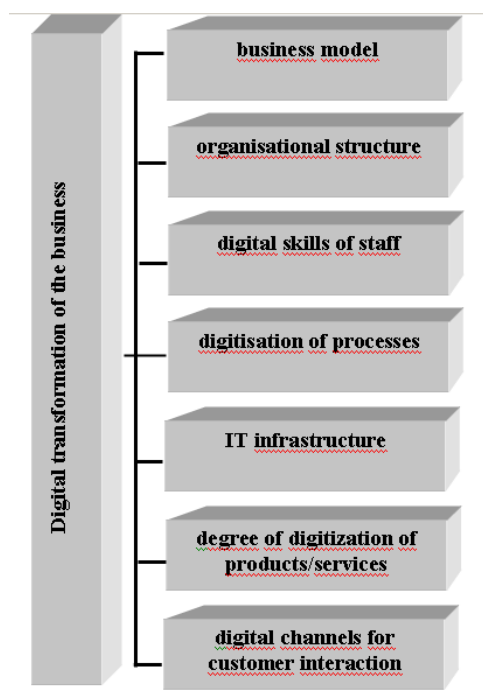 Digital transformation of the business
business model
organisational structure
digital skills of staff
digitisation of processes
IT infrastructure
degree of digitization of
products/services
digital channels for
customer interaction